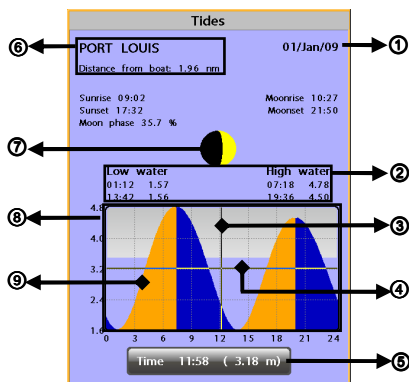 Tides
⑥ PORT LOUIS 01/Jan/09 ①
Distance from boat: 1.96 nm
Sunrise 09:02 Moonrise 10:27
Sunset 17:32 Moonset 21:50
Moon phase 35.7 %
⑦
Low water High water ②
01:12 1.57 07:18 4.78
13:42 1.56 19:36 4.50
⑧ 4.8 ③
4.0
3.2
⑨ ④
2.4
1.6
0 3 6 9 12 15 18 21 24
Time 11:58 ( 3.18 m) ⑤